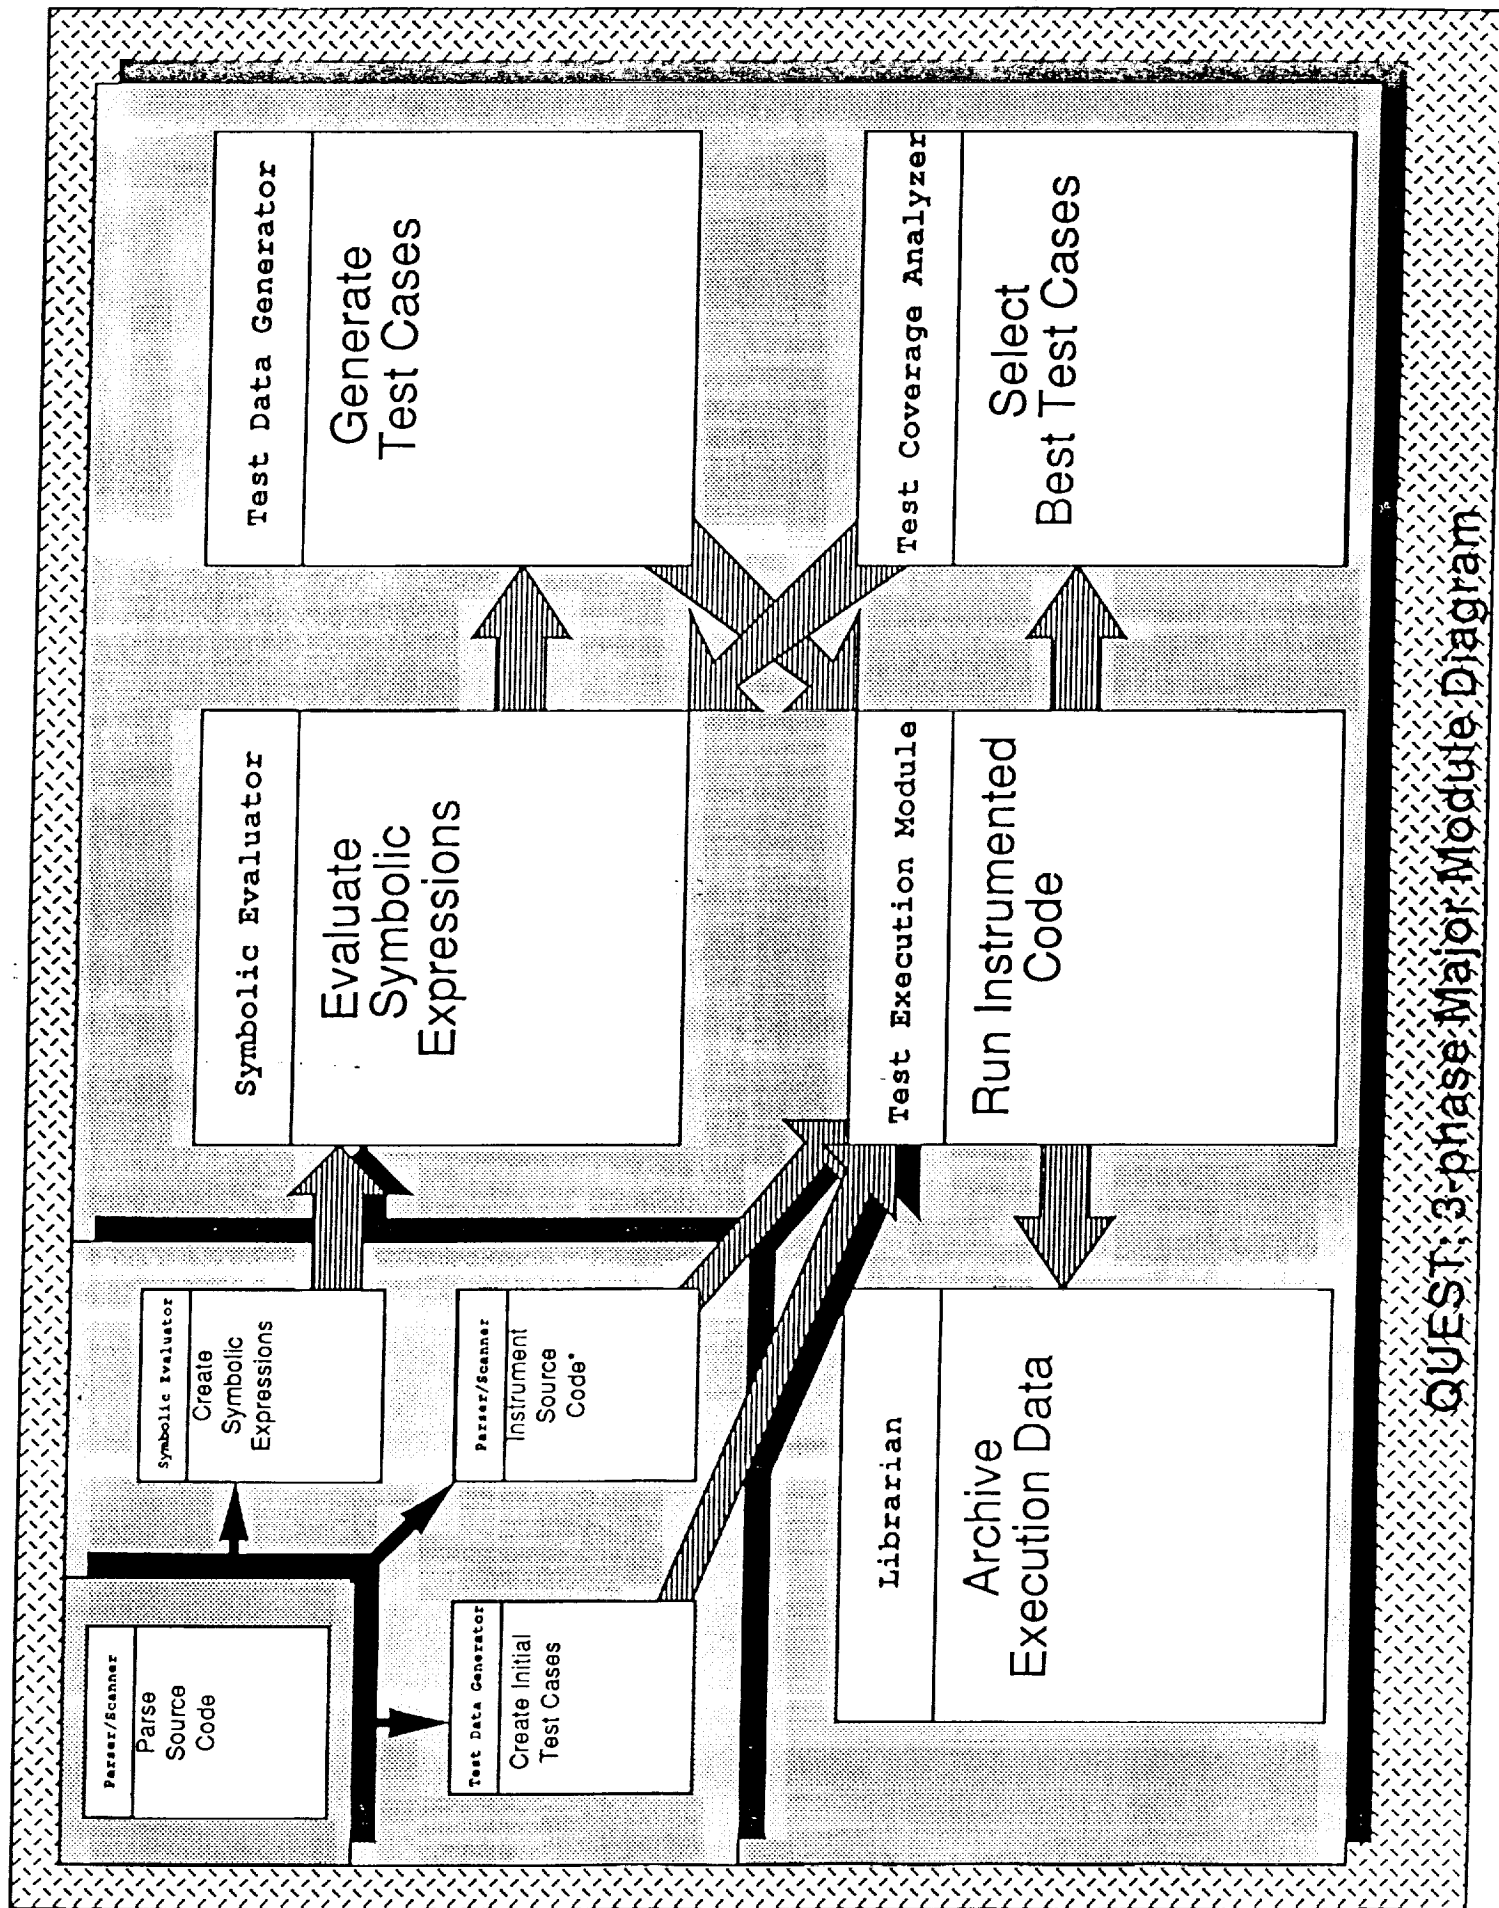 Parser/Scanner
Parse
Source
Code
Symbolic Evaluator
Create
Symbolic
Expressions
Test Data Generator
Create Initial
Test Cases
Parser/Scanner
Instrument
Source
Code*
Symbolic Evaluator
Evaluate
Symbolic
Expressions
Test Data Generator
Generate
Test Cases
Librarian
Archive
Execution Data
Test Execution Module
Run Instrumented
Code
Test Coverage Analyzer
Select
Best Test Cases
QUEST: 3-phase Major Module Diagram